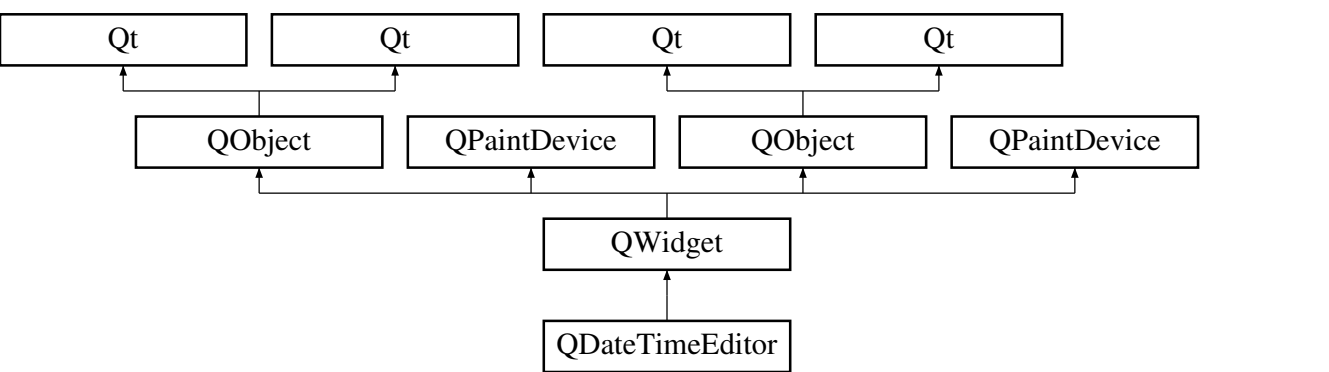 Qt Qt Qt Qt
QObject QPaintDevice QObject QPaintDevice
QWidget
QDateTimeEditor